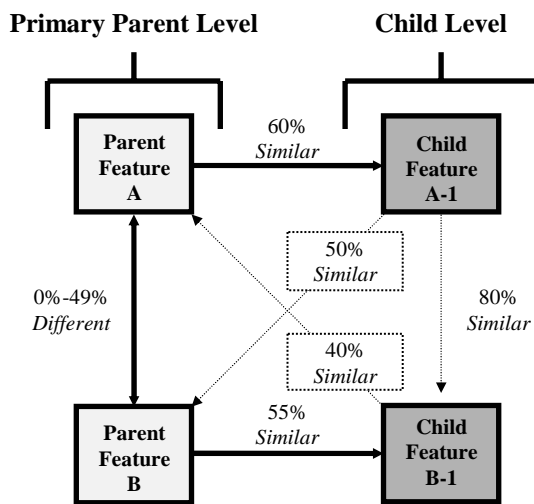 Primary Parent Level
Child Level
Parent
Feature
A
60%
Similar
Child
Feature
A-1
50%
Similar
0%-49%
Different
80%
Similar
40%
Similar
Parent
Feature
B
55%
Similar
Child
Feature
B-1